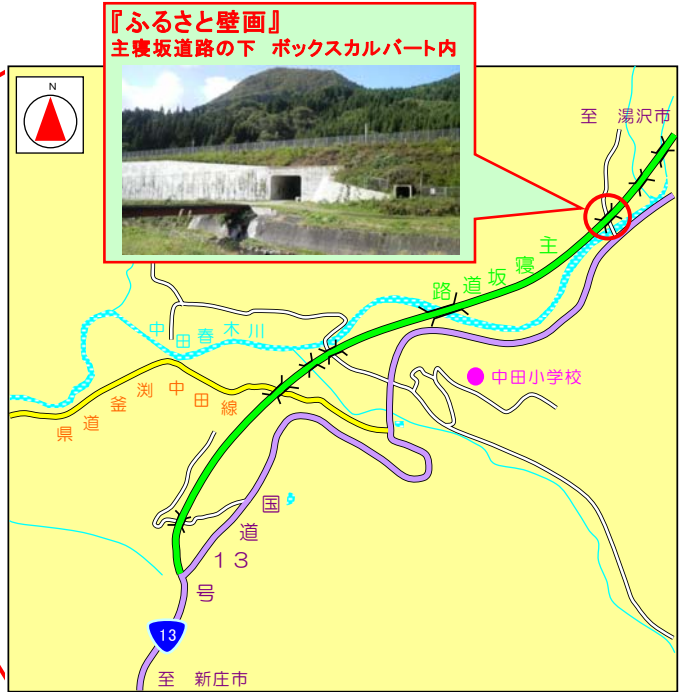 『ふるさと壁画』
主寝坂道路の下 ボックスカルバート内
N
至 湯沢市
主寝坂道路
中田春木川
中田小学校
県道釜渕中田線
国道13号
13
至 新庄市